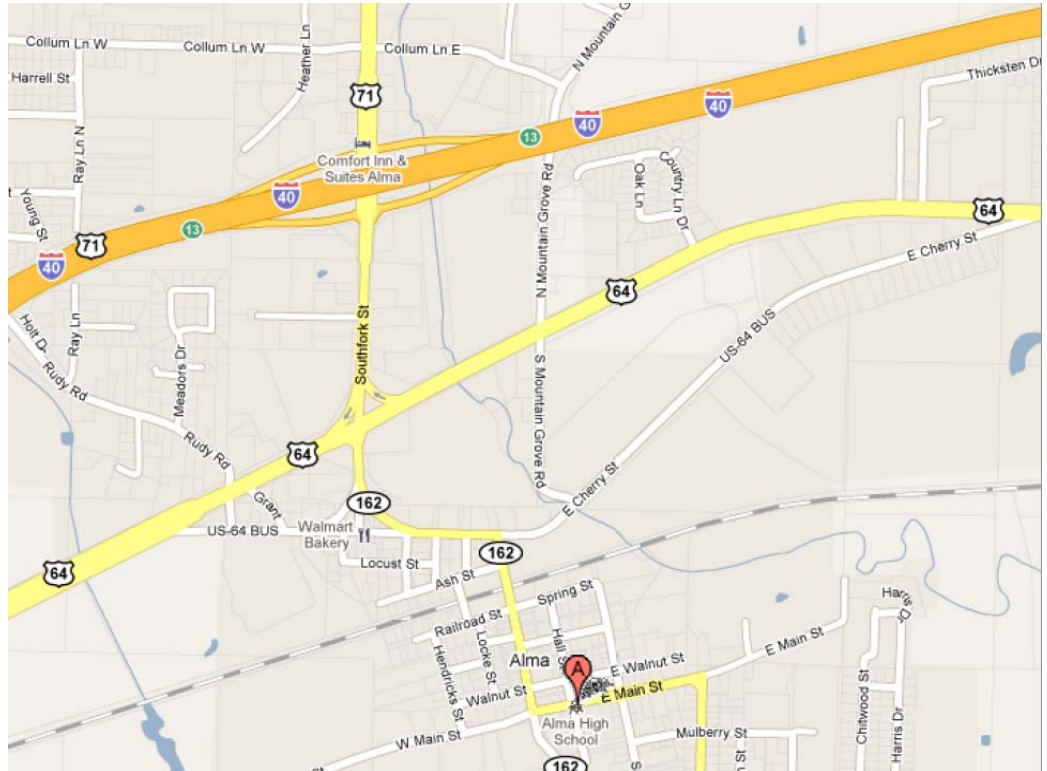 Collum Ln W
Collum Ln W
Collum Ln E
N Mountain G
Harrell St
Heather Ln
71
Thicksten Dr
40
40
13
Ray Ln N
Comfort Inn &
Suites Alma
Country Ln Dr
Oak Ln
40
N Mountain Grove Rd
Young St
64
13
71
E Cherry St
40
64
Holt Dr
Ray Ln
Meadors Dr
Southfork St
US-64 BUS
Rudy Rd
S Mountain Grove Rd
Rudy Rd
64
E Cherry St
Grant
162
US-64 BUS
Walmart
Bakery
162
Locust St
64
Ash St
Spring St
Harris
Dr
Railroad St
Hall St
E Main St
Locke St
Hendricks St
Alma
A
E Walnut St
Walnut St
E Main St
Chitwood St
Harris Dr
Alma High
School
W Main St
Mulberry St
162
St